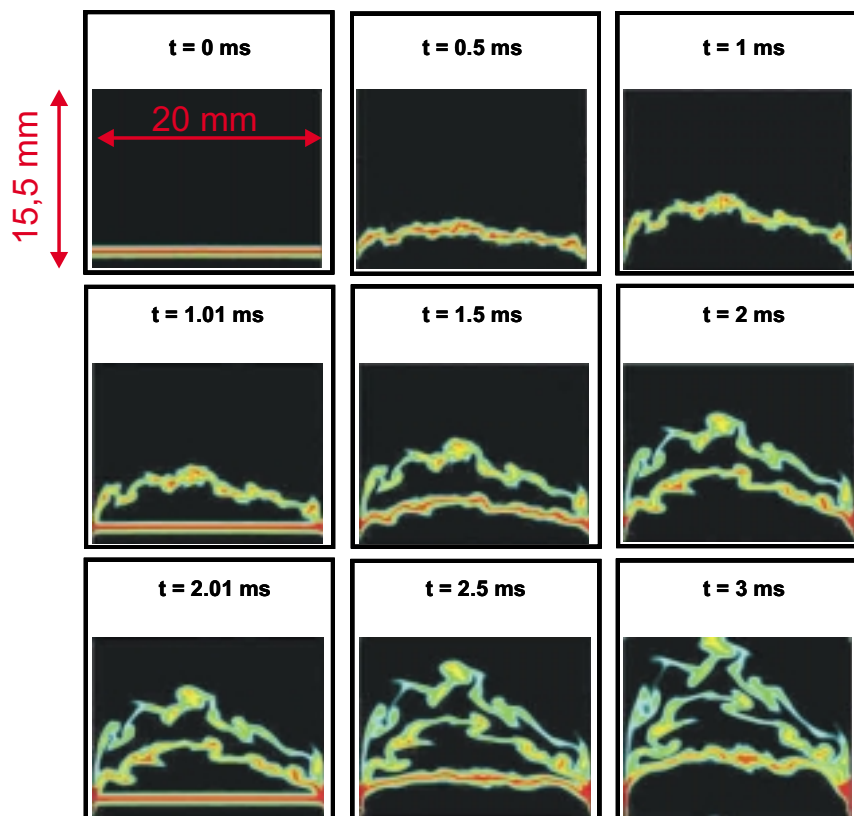 t = 0 ms
t = 0.5 ms
t = 1 ms
20 mm
15,5 mm
t = 1.01 ms
t = 1.5 ms
t = 2 ms
t = 2.01 ms
t = 2.5 ms
t = 3 ms